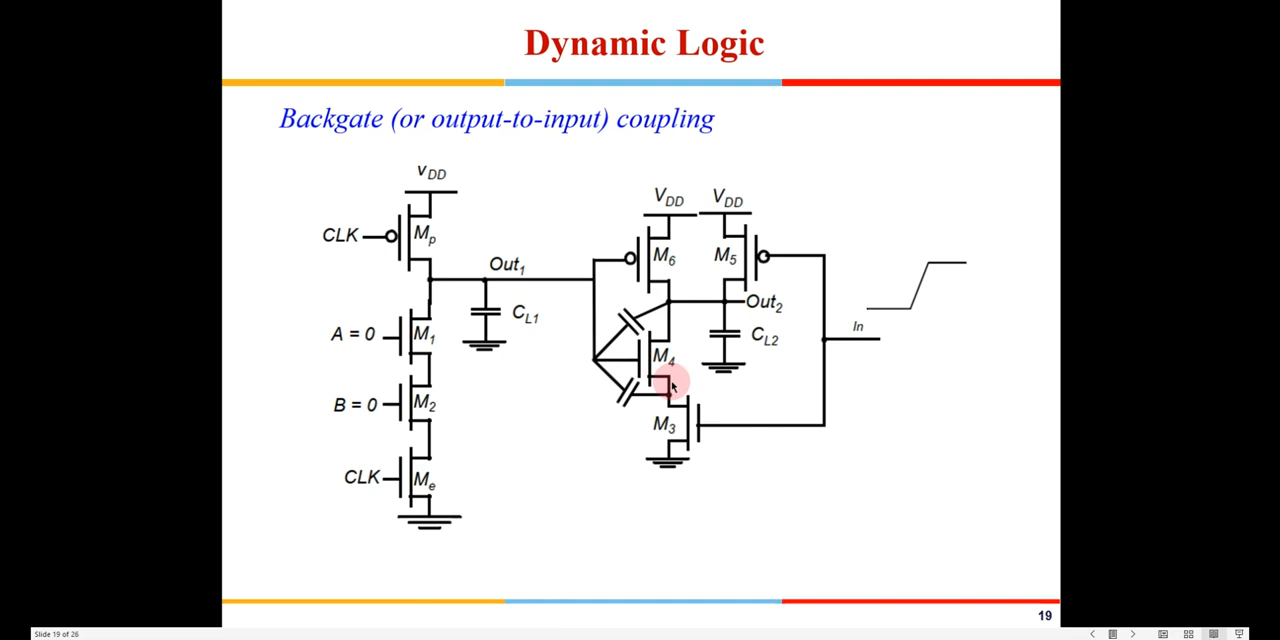 Dynamic Logic
Backgate (or output-to-input) coupling
VDD
CLK
Mp
Out1
CL1
A = 0
M1
B = 0
M2
CLK
Me
VDD
VDD
M6
M5
Out2
CL2
In
M4
M3
19
Slide 19 of 26